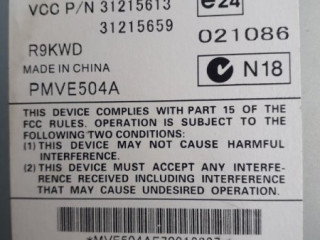 VCC P/N 31215613
31215659
e24
021086
R9KWD
MADE IN CHINA
N18
PMVE504A
THIS DEVICE COMPLIES WITH PART 15 OF THE
FCC RULES. OPERATION IS SUBJECT TO THE
FOLLOWING TWO CONDITIONS:
(1) THIS DEVICE MAY NOT CAUSE HARMFUL
INTERFERENCE.
(2) THIS DEVICE MUST ACCEPT ANY INTERFE-
RENCE RECEIVED INCLUDING INTERFERENCE
THAT MAY CAUSE UNDESIRED OPERATION.